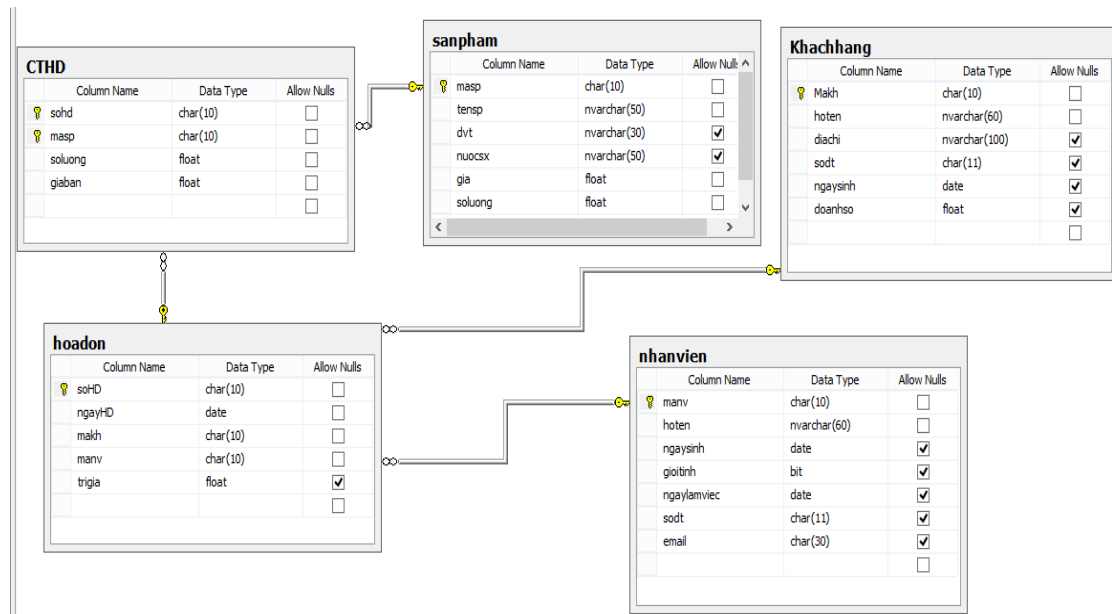 CTHD
Column Name Data Type Allow Nulls
sohd char(10)
masp char(10)
soluong float
giaban float
sanpham
Column Name Data Type Allow Nulls
masp char(10)
tensp nvarchar(50)
dvt nvarchar(30)
nuocsx nvarchar(50)
gia float
soluong float
Khachhang
Column Name Data Type Allow Nulls
Makh char(10)
hoten nvarchar(60)
diachi nvarchar(100)
sodt char(11)
ngaysinh date
doanhso float
hoadon
Column Name Data Type Allow Nulls
soHD char(10)
ngayHD date
makh char(10)
manv char(10)
trigia float
nhanvien
Column Name Data Type Allow Nulls
manv char(10)
hoten nvarchar(60)
ngaysinh date
gioitinh bit
ngaylamviec date
sodt char(11)
email char(30)